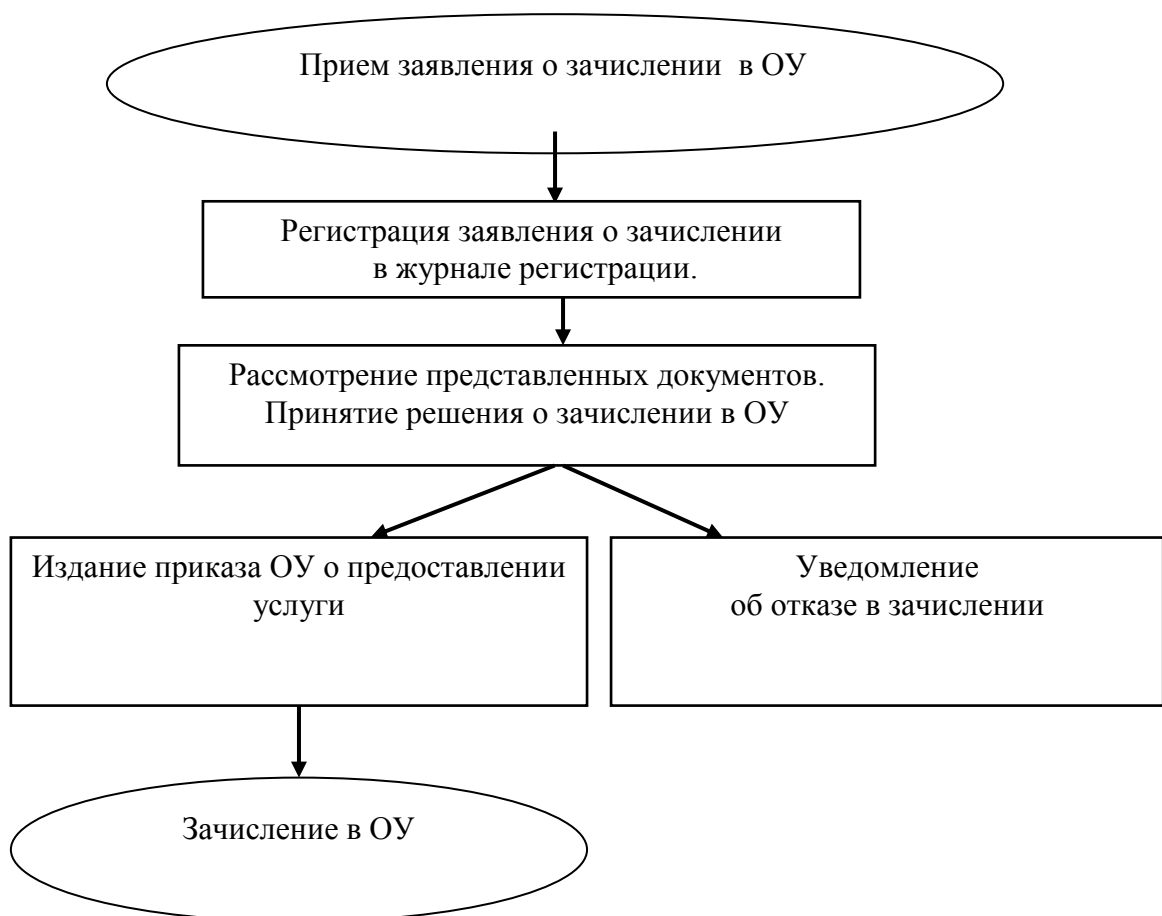 Прием заявления о зачислении в ОУ
Регистрация заявления о зачислении
в журнале регистрации.
Рассмотрение представленных документов.
Принятие решения о зачислении в ОУ
Издание приказа ОУ о предоставлении
услуги
Уведомление
об отказе в зачислении
Зачисление в ОУ